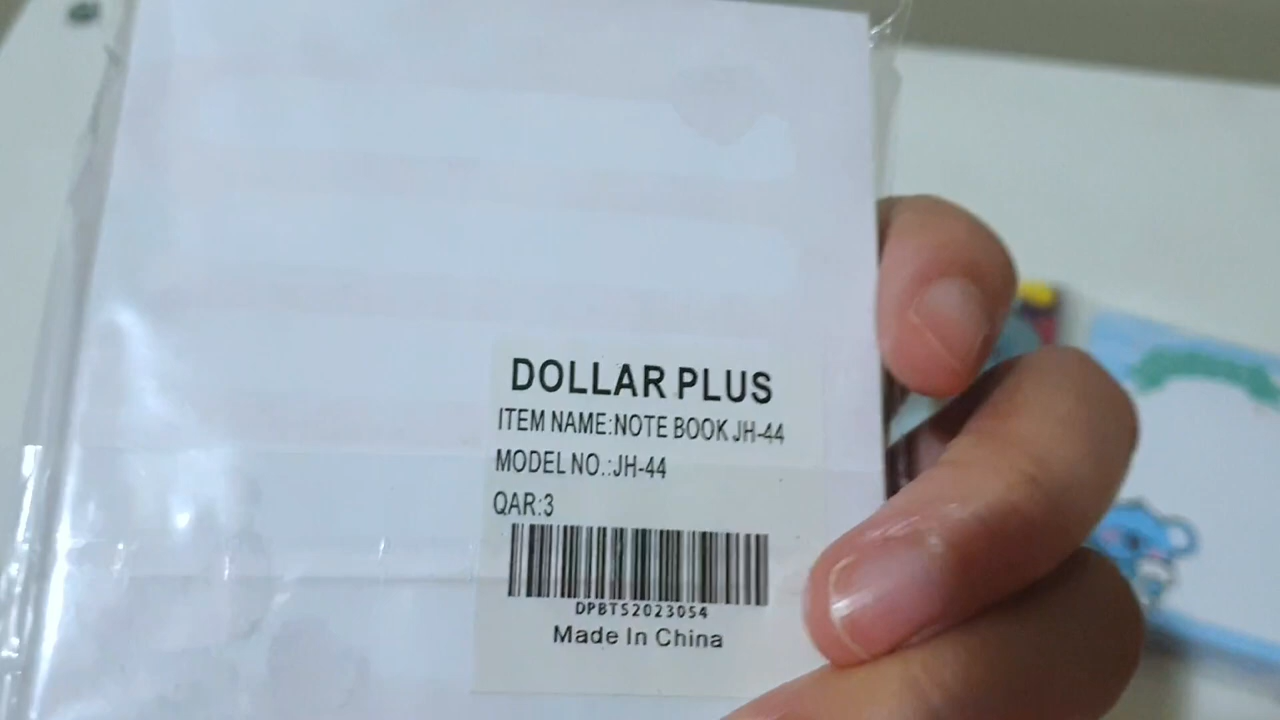 DOLLAR PLUS
ITEM NAME:NOTE BOOK JH-44
MODEL NO.:JH-44
QAR:3
DPBTS2023054
Made In China